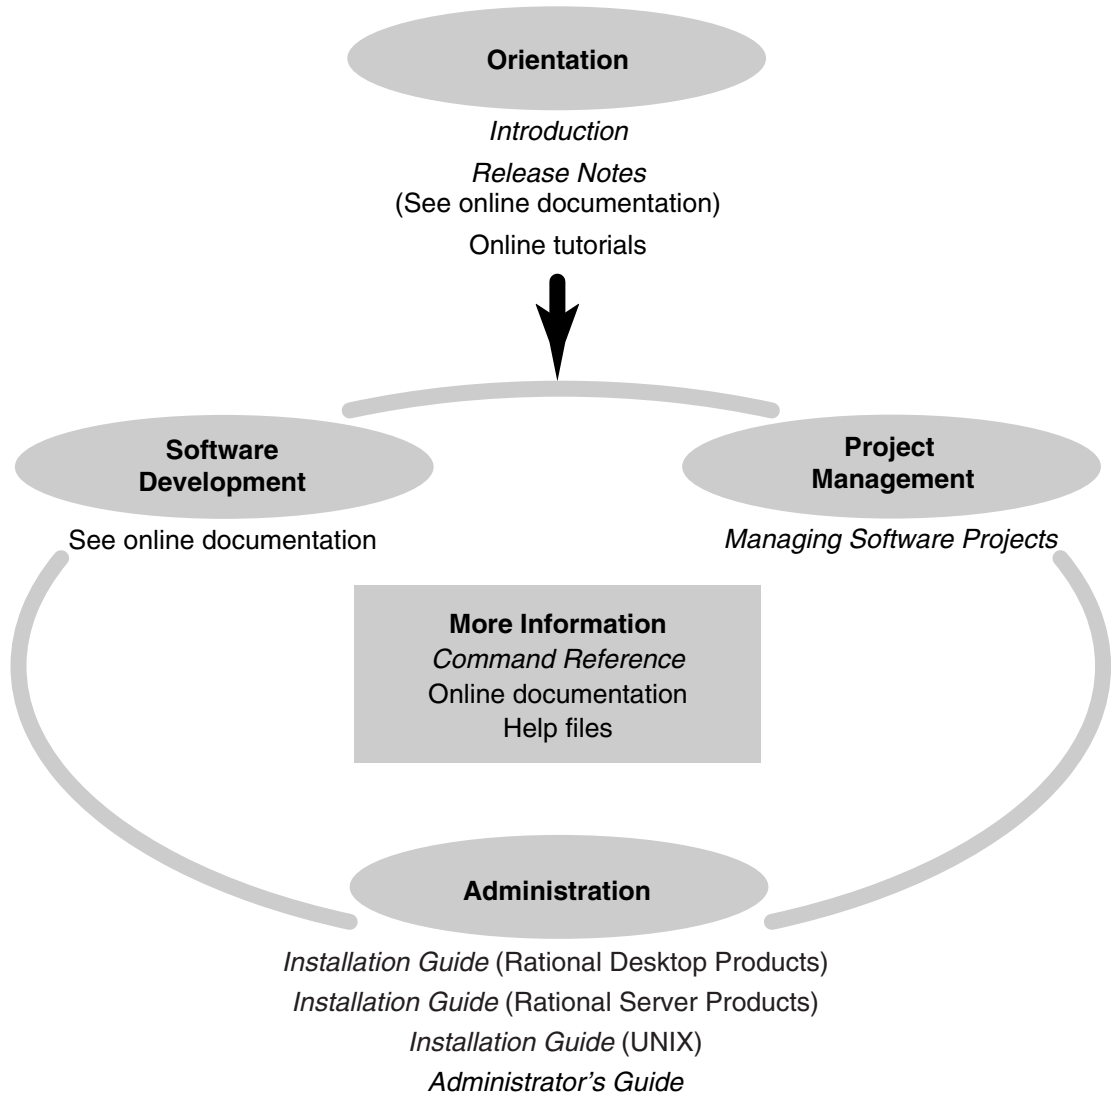 Orientation
Introduction
Release Notes
(See online documentation)
Online tutorials
Software
Development
See online documentation
Project
Management
Managing Software Projects
More Information
Command Reference
Online documentation
Help files
Administration
Installation Guide (Rational Desktop Products)
Installation Guide (Rational Server Products)
Installation Guide (UNIX)
Administrator’s Guide